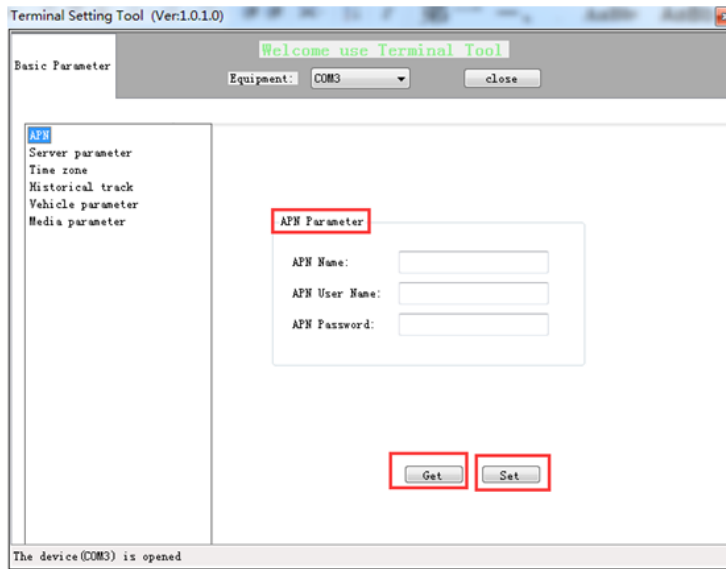 Terminal Setting Tool (Ver:1.0.1.0)
Welcome use Terminal Tool
Basic Parameter
Equipment: COM3 close
APN
Server parameter
Time zone
Historical track
Vehicle parameter
Media parameter
APN Parameter
APN Name:
APN User Name:
APN Password:
Get Set
The device(COM3) is opened